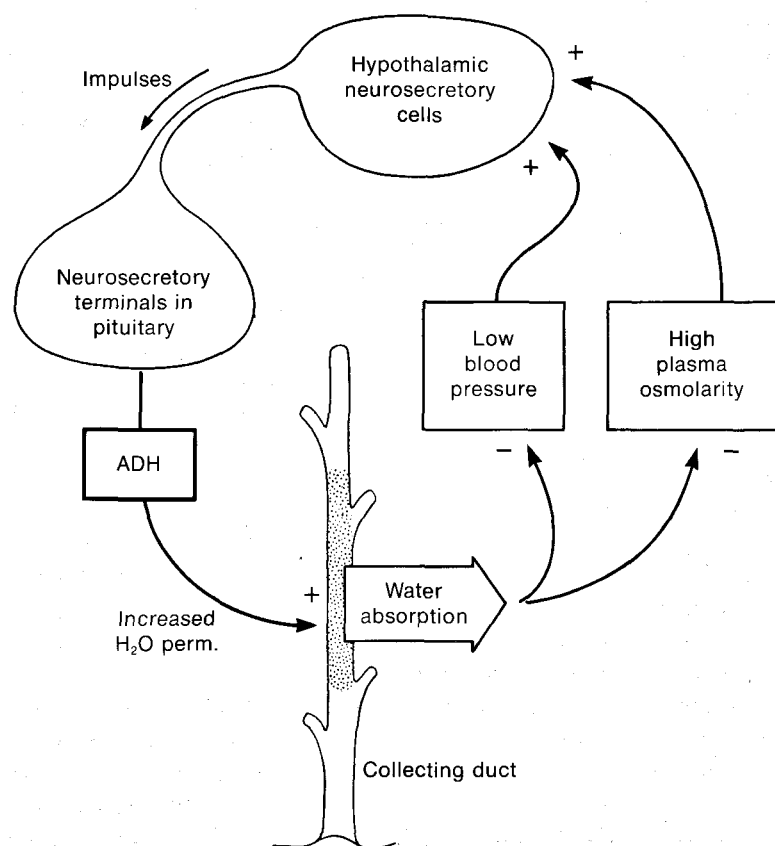 Impulses
Hypothalamic
neurosecretory
cells
+
+
Neurosecretory
terminals in
pituitary
Low
blood
pressure
High
plasma
osmolarity
−
−
ADH
+
Water
absorption
Increased
H₂O perm.
Collecting duct